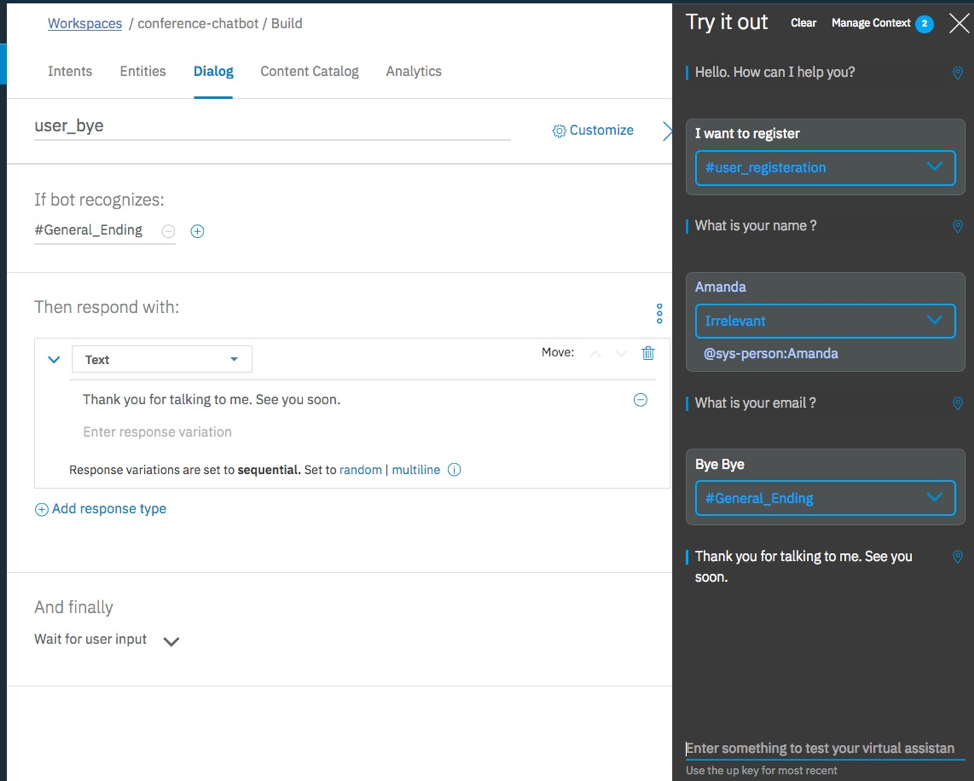 Workspaces / conference-chatbot / Build
Intents Entities Dialog Content Catalog Analytics
user_bye
Customize
If bot recognizes:
#General_Ending
Then respond with:
Text
Move:
Thank you for talking to me. See you soon.
Enter response variation
Response variations are set to sequential. Set to random | multiline
Add response type
And finally
Wait for user input
Try it out Clear Manage Context 2
Hello. How can I help you?
I want to register
#user_registeration
What is your name ?
Amanda
Irrelevant
@sys-person:Amanda
What is your email ?
Bye Bye
#General_Ending
Thank you for talking to me. See you
soon.
Enter something to test your virtual assistan
Use the up key for most recent